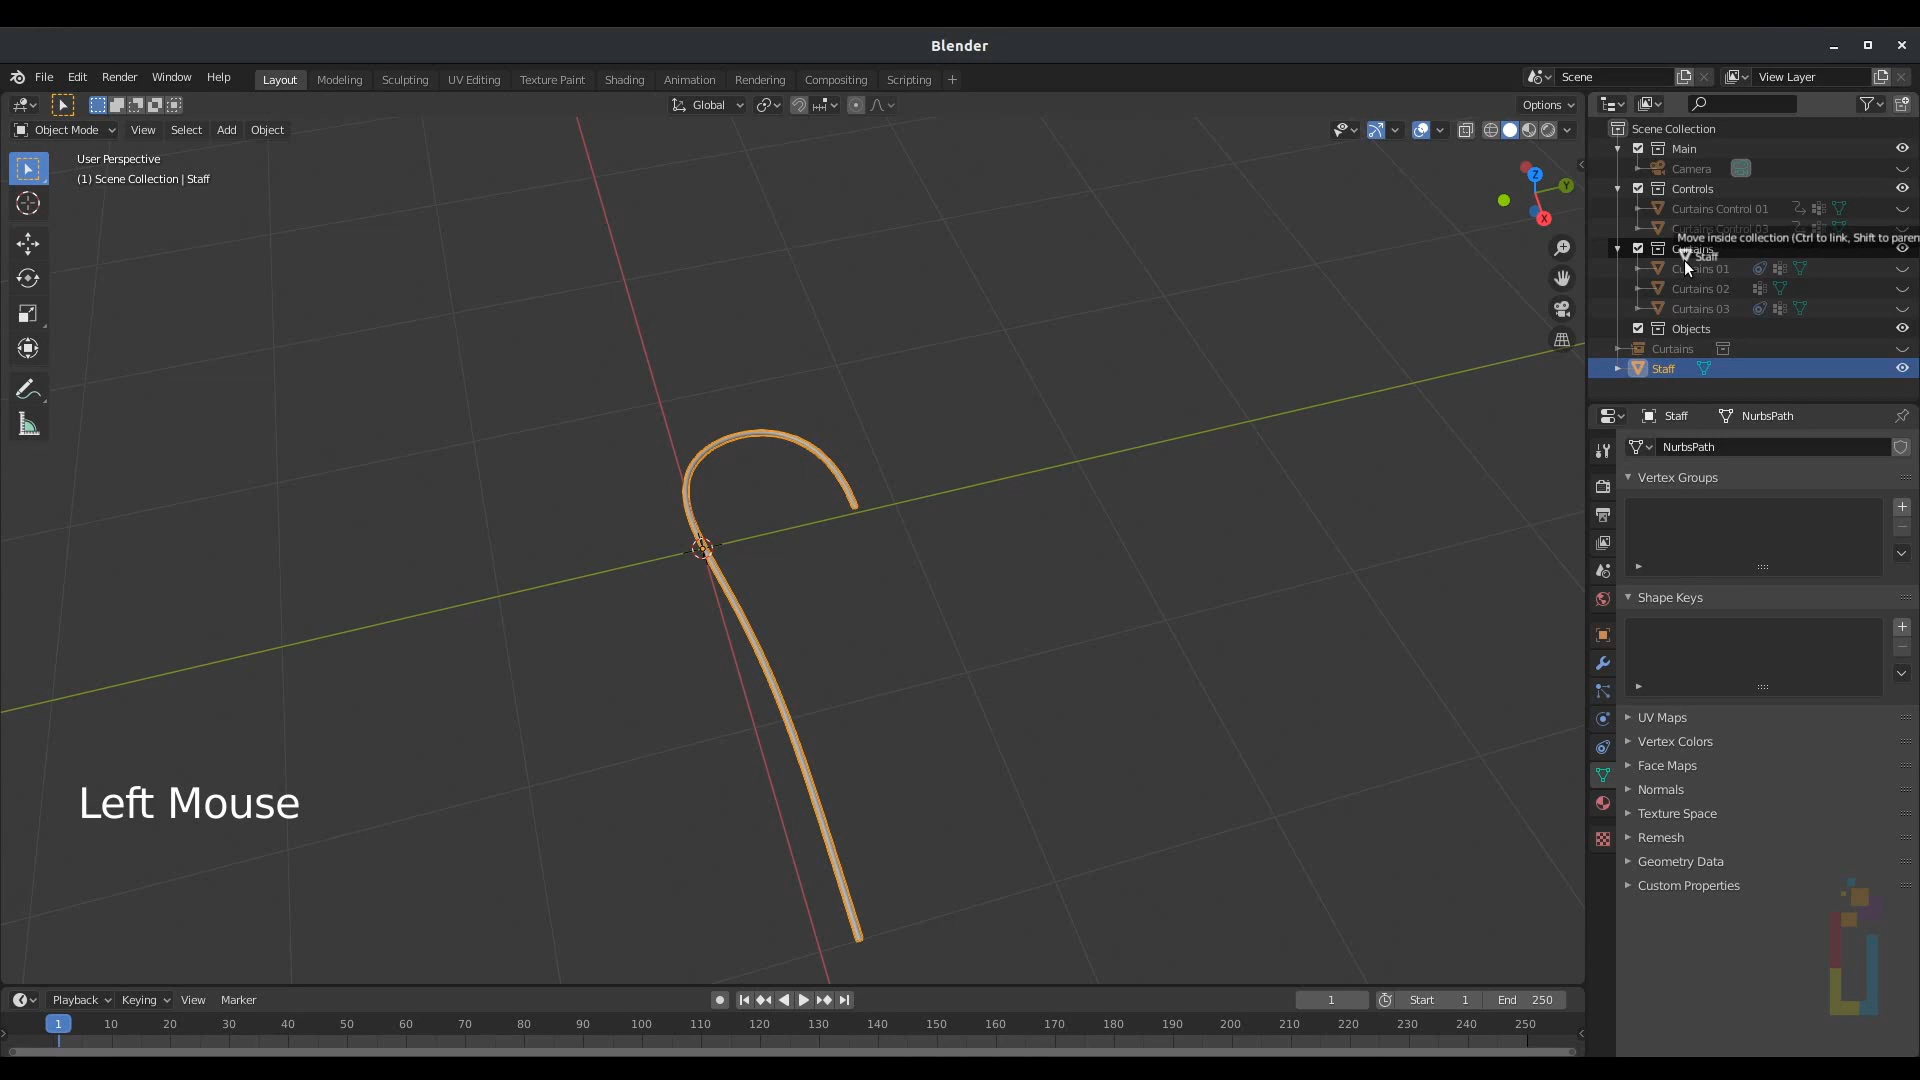 Blender
File Edit Render Window Help Layout Modeling Sculpting UV Editing Texture Paint Shading Animation Rendering Compositing Scripting + Scene View Layer
Global Options
Object Mode View Select Add Object
User Perspective
(1) Scene Collection | Staff
Z
Y
X
Scene Collection
Main
Camera
Controls
Curtains Control 01
Curtains Control 03
Move inside collection (Ctrl to link, Shift to paren
Curtains
Staff
Curtains 01
Curtains 02
Curtains 03
Objects
Curtains
Staff
Staff NurbsPath
NurbsPath
Vertex Groups
Shape Keys
UV Maps
Vertex Colors
Face Maps
Normals
Texture Space
Remesh
Geometry Data
Custom Properties
Left Mouse
Playback Keying View Marker 1 Start 1 End 250
1 10 20 30 40 50 60 70 80 90 100 110 120 130 140 150 160 170 180 190 200 210 220 230 240 250